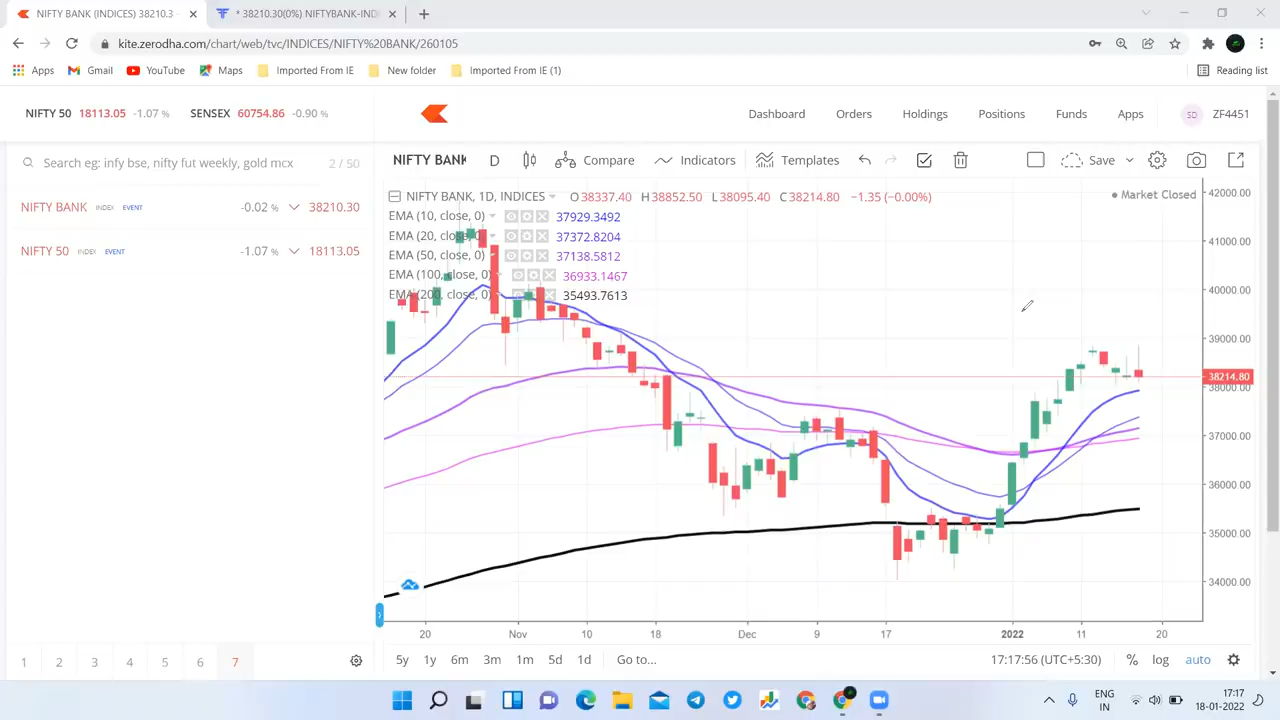 NIFTY BANK (INDICES) 38210.3
* 38210.30(0%) NIFTYBANK-IND
kite.zerodha.com/chart/web/tvc/INDICES/NIFTY%20BANK/260105
Apps Gmail YouTube Maps Imported From IE New folder Imported From IE (1) Reading list
NIFTY 50 18113.05 -1.07 % SENSEX 60754.86 -0.90 %
Dashboard Orders Holdings Positions Funds Apps SD ZF4451
Search eg: infy bse, nifty fut weekly, gold mcx 2 / 50
NIFTY BANK D Compare Indicators Templates Save
NIFTY BANK INDEX EVENT -0.02 % 38210.30
NIFTY 50 INDEX EVENT -1.07 % 18113.05
NIFTY BANK, 1D, INDICES O38337.40 H38852.50 L38095.40 C38214.80 −1.35 (−0.00%)
Market Closed
EMA (10, close, 0) 37929.3492
EMA (20, close, 0) 37372.8204
EMA (50, close, 0) 37138.5812
EMA (100, close, 0) 36933.1467
EMA (200, close, 0) 35493.7613
42000.00
41000.00
40000.00
39000.00
38214.80
38000.00
37000.00
36000.00
35000.00
34000.00
20 Nov 10 18 Dec 9 17 2022 11 20
1 2 3 4 5 6 7
5y 1y 6m 3m 1m 5d 1d Go to... 17:17:56 (UTC+5:30) % log auto
ENG
IN
17:17
18-01-2022